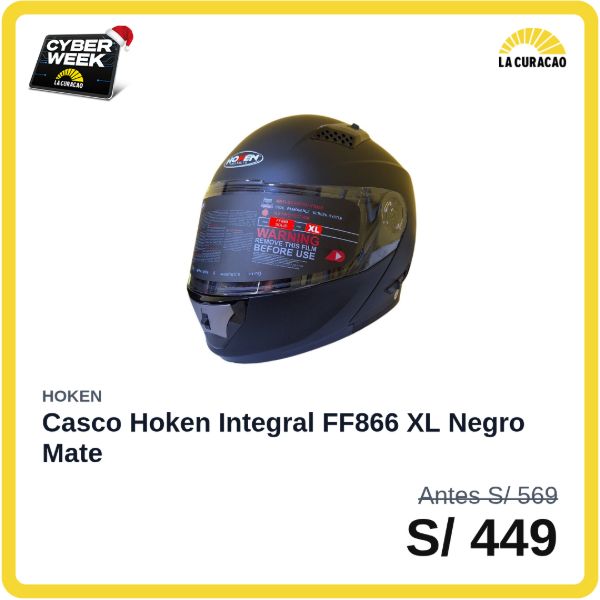 CYBER
WEEK
LA CURACAO
LA CURACAO
HOKEN
XL
WARNING
REMOVE THIS FILM
BEFORE USE
HOKEN
Casco Hoken Integral FF866 XL Negro
Mate
Antes S/ 569
S/ 449